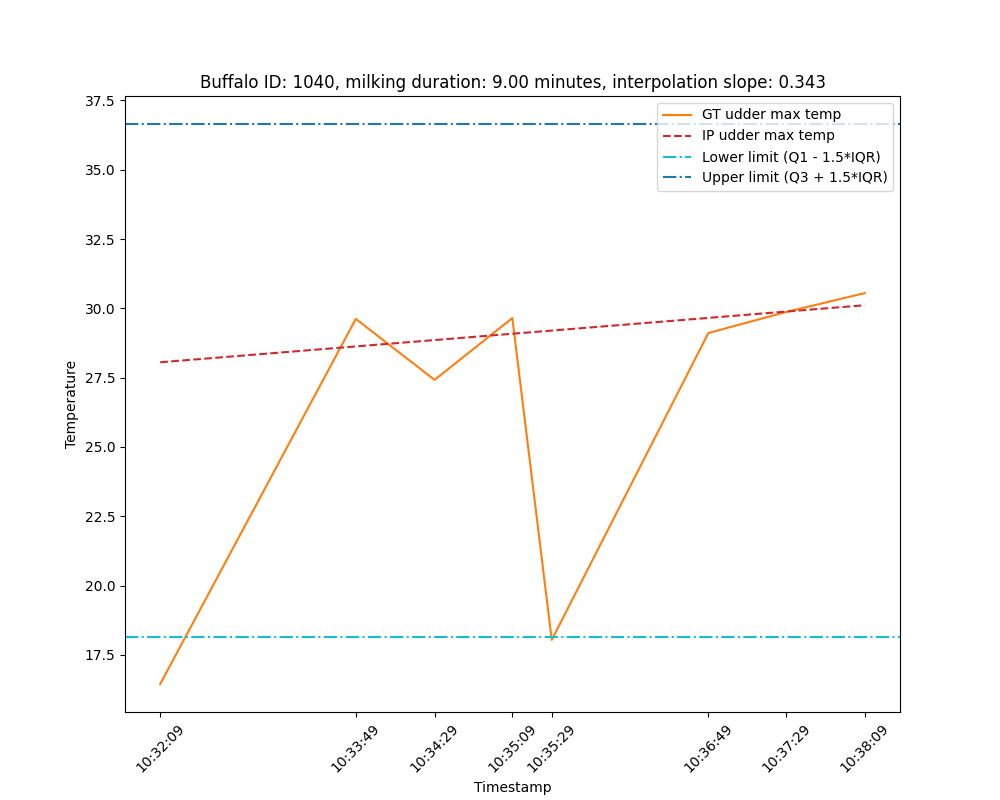 Buffalo ID: 1040, milking duration: 9.00 minutes, interpolation slope: 0.343
GT udder max temp
IP udder max temp
Lower limit (Q1 - 1.5*IQR)
Upper limit (Q3 + 1.5*IQR)
Temperature
37.5
35.0
32.5
30.0
27.5
25.0
22.5
20.0
17.5
10:32:09
10:33:49
10:34:29
10:35:09
10:35:29
10:36:49
10:37:29
10:38:09
Timestamp